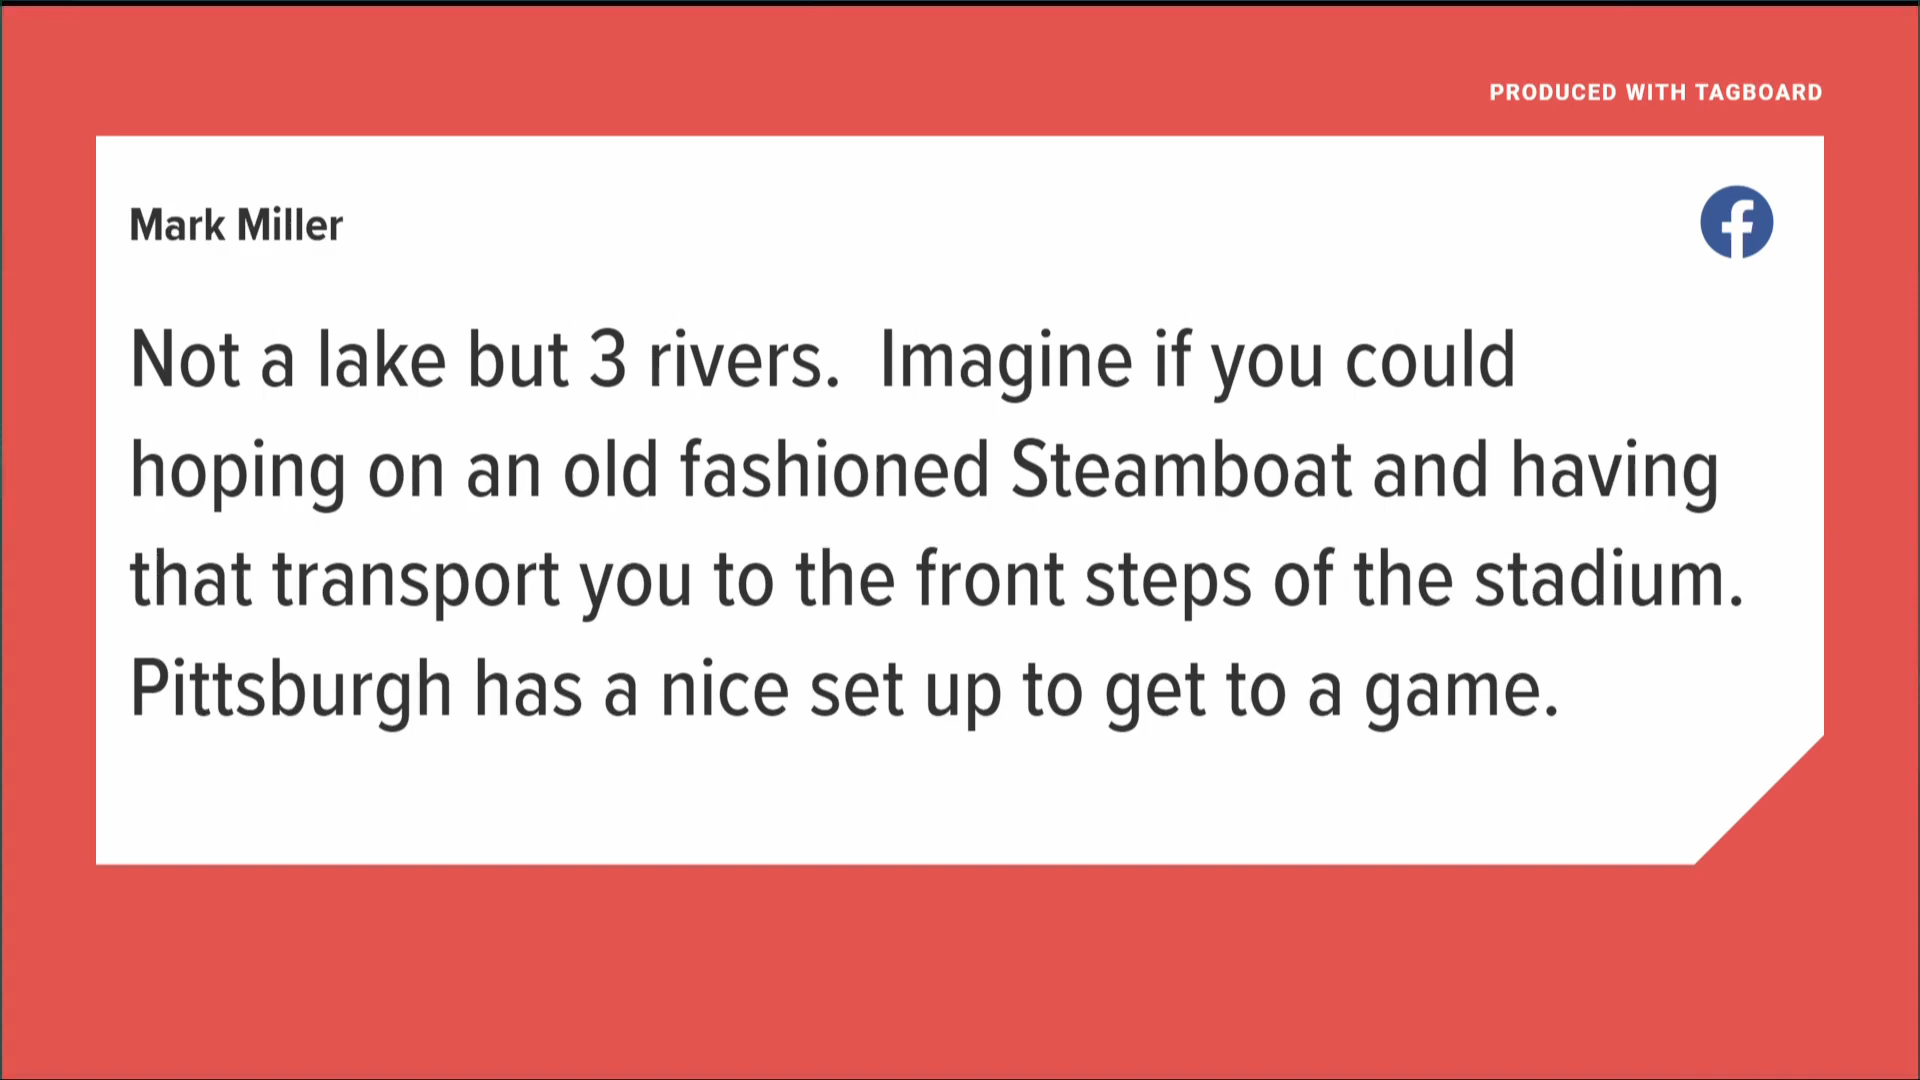 PRODUCED WITH TAGBOARD
Mark Miller
Not a lake but 3 rivers.  Imagine if you could
hoping on an old fashioned Steamboat and having
that transport you to the front steps of the stadium.
Pittsburgh has a nice set up to get to a game.